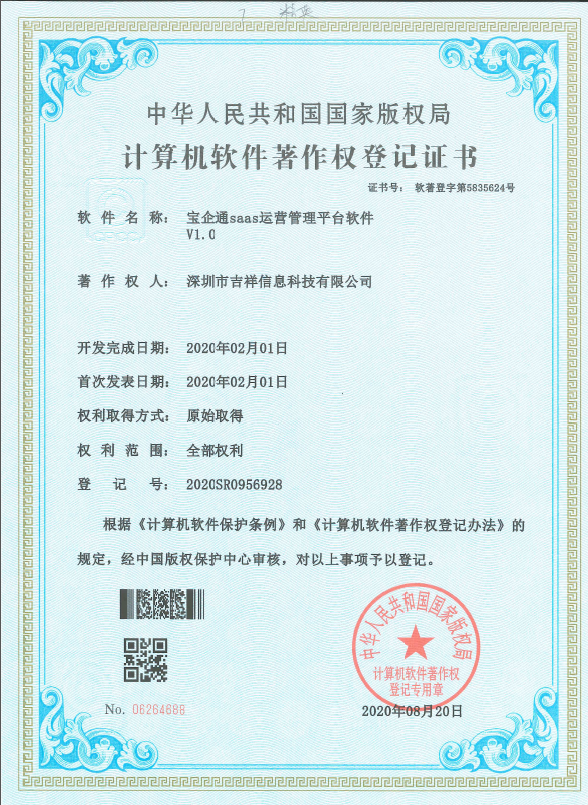 中华人民共和国国家版权局
计算机软件著作权登记证书
证书号： 软著登字第5835624号
软件名称： 宝企通saas运营管理平台软件
V1.0
著作权人： 深圳市吉祥信息科技有限公司
开发完成日期： 2020年02月01日
首次发表日期： 2020年02月01日
权利取得方式： 原始取得
权利范围： 全部权利
登记号： 2020SR0956928
根据《计算机软件保护条例》和《计算机软件著作权登记办法》的
规定，经中国版权保护中心审核，对以上事项予以登记。
中华人民共和国国家版权局
计算机软件著作权
登记专用章
No. 06264686
2020年08月20日